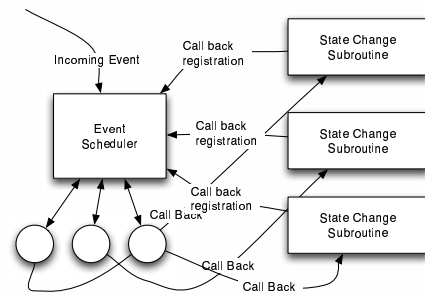 Call back
registration
State Change
Subroutine
Incoming Event
Event
Scheduler
Call back
registration
State Change
Subroutine
Call back
registration
State Change
Subroutine
Call Back
Call Back
Call Back